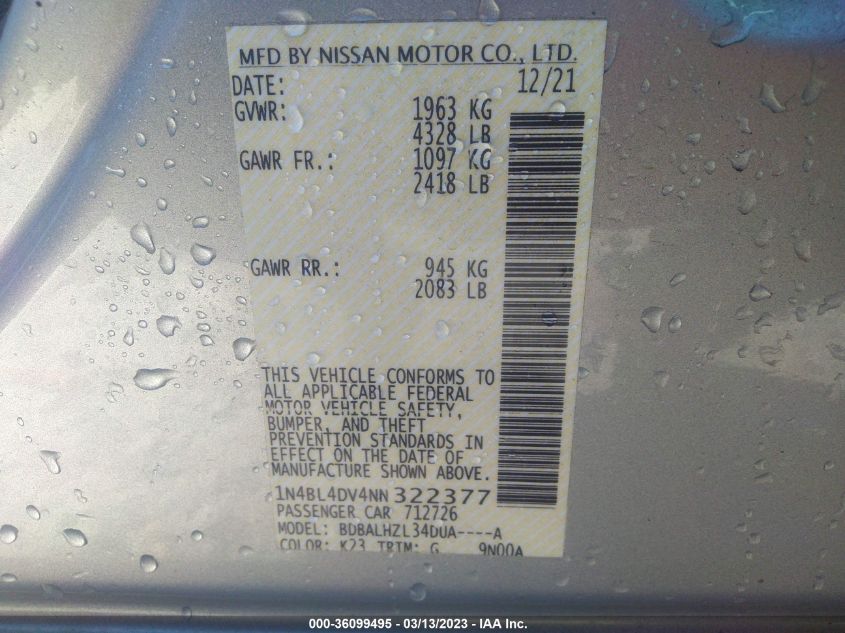 MFD BY NISSAN MOTOR CO., LTD.
DATE: 12/21
GVWR: 1963 KG
4328 LB
GAWR FR.: 1097 KG
2418 LB
GAWR RR.: 945 KG
2083 LB
THIS VEHICLE CONFORMS TO
ALL APPLICABLE FEDERAL
MOTOR VEHICLE SAFETY,
BUMPER, AND THEFT
PREVENTION STANDARDS IN
EFFECT ON THE DATE OF
MANUFACTURE SHOWN ABOVE.
1N4BL4DV4NN322377
PASSENGER CAR 712726
MODEL: BDBALHZL34DUA----A
COLOR: K23 TRIM: G 9N00A
000-36099495 - 03/13/2023 - IAA Inc.